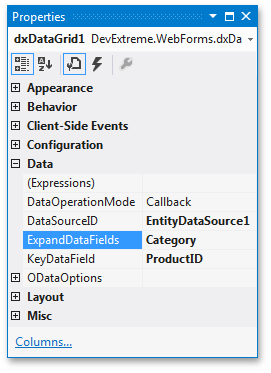 Properties
dxDataGrid1 DevExtreme.WebForms.dxDa
Appearance
Behavior
Client-Side Events
Configuration
Data
(Expressions)
DataOperationMode Callback
DataSourceID EntityDataSource1
ExpandDataFields Category
KeyDataField ProductID
ODataOptions
Layout
Misc
Columns...